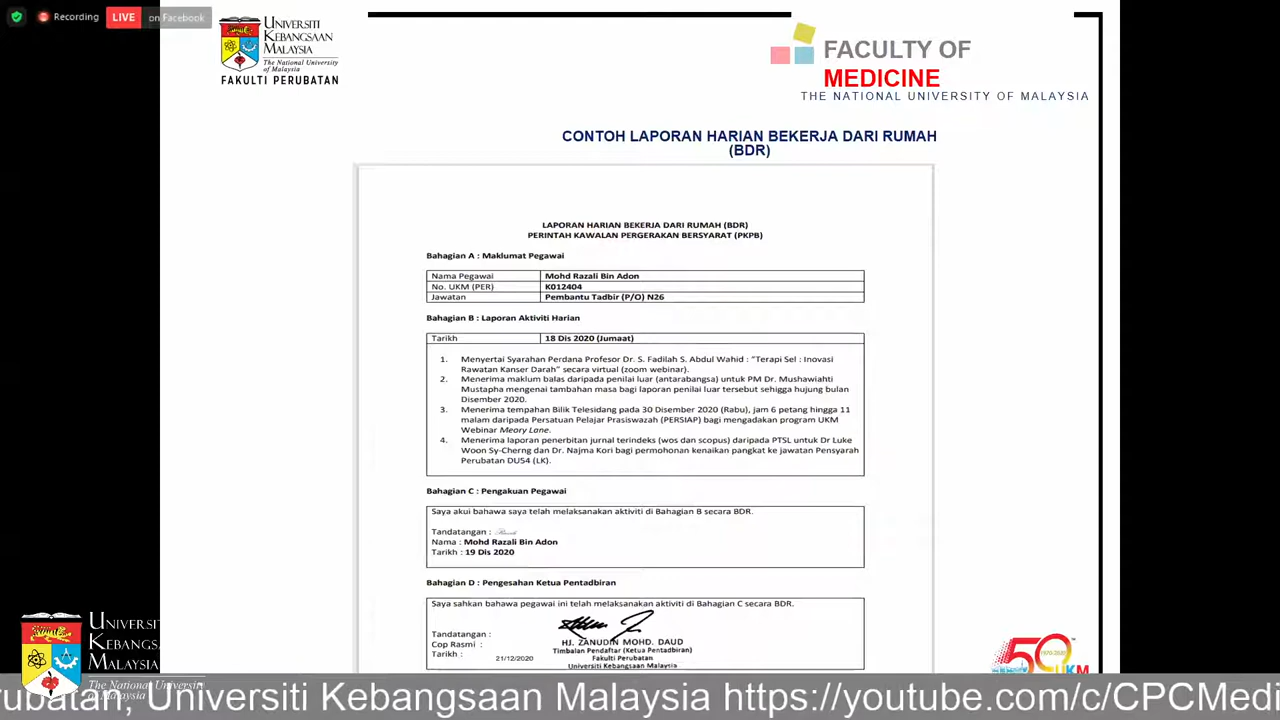 Recording
LIVE on Facebook
UNIVERSITI
KEBANGSAAN
MALAYSIA
The National University
of Malaysia
FAKULTI PERUBATAN
FACULTY OF
MEDICINE
THE NATIONAL UNIVERSITY OF MALAYSIA
CONTOH LAPORAN HARIAN BEKERJA DARI RUMAH
(BDR)
LAPORAN HARIAN BEKERJA DARI RUMAH (BDR)
PERINTAH KAWALAN PERGERAKAN BERSYARAT (PKPB)
Bahagian A : Maklumat Pegawai
Nama Pegawai Mohd Razali Bin Adon
No. UKM (PER) K012404
Jawatan Pembantu Tadbir (P/O) N26
Bahagian B : Laporan Aktiviti Harian
Tarikh 18 Dis 2020 (Jumaat)
1. Menyertai Syarahan Perdana Profesor Dr. S. Fadilah S. Abdul Wahid : "Terapi Sel : Inovasi
Rawatan Kanser Darah" secara virtual (zoom webinar).
2. Menerima maklum balas daripada penilai luar (antarabangsa) untuk PM Dr. Mushawiahti
Mustapha mengenai tambahan masa bagi laporan penilai luar tersebut sehigga hujung bulan
Disember 2020.
3. Menerima tempahan Bilik Telesidang pada 30 Disember 2020 (Rabu), jam 6 petang hingga 11
malam daripada Persatuan Pelajar Prasiswazah (PERSIAP) bagi mengadakan program UKM
Webinar Meory Lane.
4. Menerima laporan penerbitan jurnal terindeks (wos dan scopus) daripada PTSL untuk Dr Luke
Woon Sy-Cherng dan Dr. Najma Kori bagi permohonan kenaikan pangkat ke jawatan Pensyarah
Perubatan DU54 (LK).
Bahagian C : Pengakuan Pegawai
Saya akui bahawa saya telah melaksanakan aktiviti di Bahagian B secara BDR.
Tandatangan :
Nama : Mohd Razali Bin Adon
Tarikh : 19 Dis 2020
Bahagian D : Pengesahan Ketua Pentadbiran
Saya sahkan bahawa pegawai ini telah melaksanakan aktiviti di Bahagian C secara BDR.
Tandatangan :
Cop Rasmi :
Tarikh : 21/12/2020
HJ. ZANUDIN MOHD. DAUD
Timbalan Pendaftar (Ketua Pentadbiran)
Fakulti Perubatan
Universiti Kebangsaan Malaysia
50
UKM
UNIVERSITI
KEBANGSAAN
MALAYSIA
The National University
of Malaysia
rubatan, Universiti Kebangsaan Malaysia https://youtube.com/c/CPCMedi